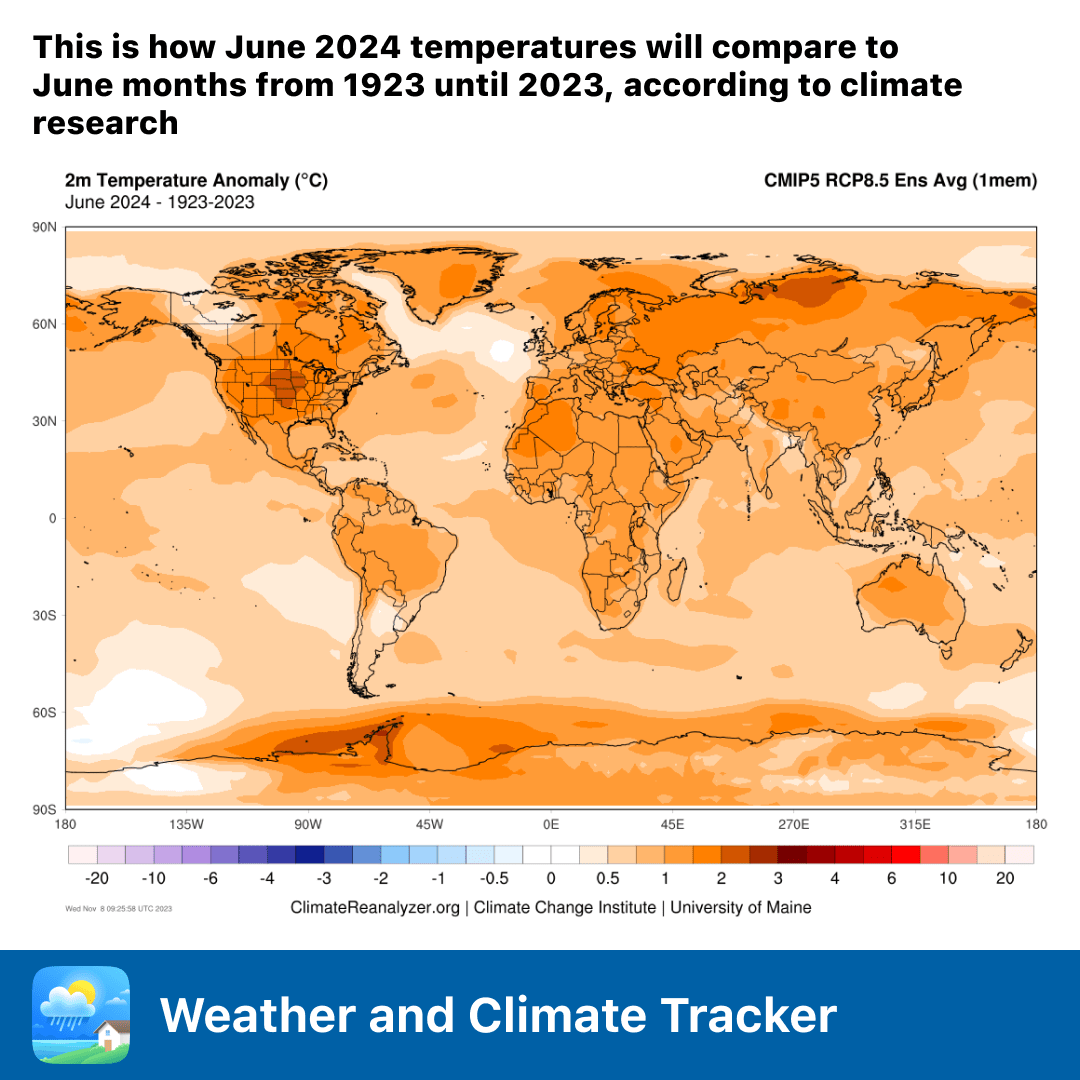 This is how June 2024 temperatures will compare to
June months from 1923 until 2023, according to climate
research
2m Temperature Anomaly (°C)
CMIP5 RCP8.5 Ens Avg (1mem)
June 2024 - 1923-2023
90N
60N
30N
0
30S
60S
90S
180 135W 90W 45W 0E 45E 270E 315E 180
-20 -10 -6 -4 -3 -2 -1 -0.5 0 0.5 1 2 3 4 6 10 20
Wed Nov 8 09:25:58 UTC 2023
ClimateReanalyzer.org | Climate Change Institute | University of Maine
Weather and Climate Tracker